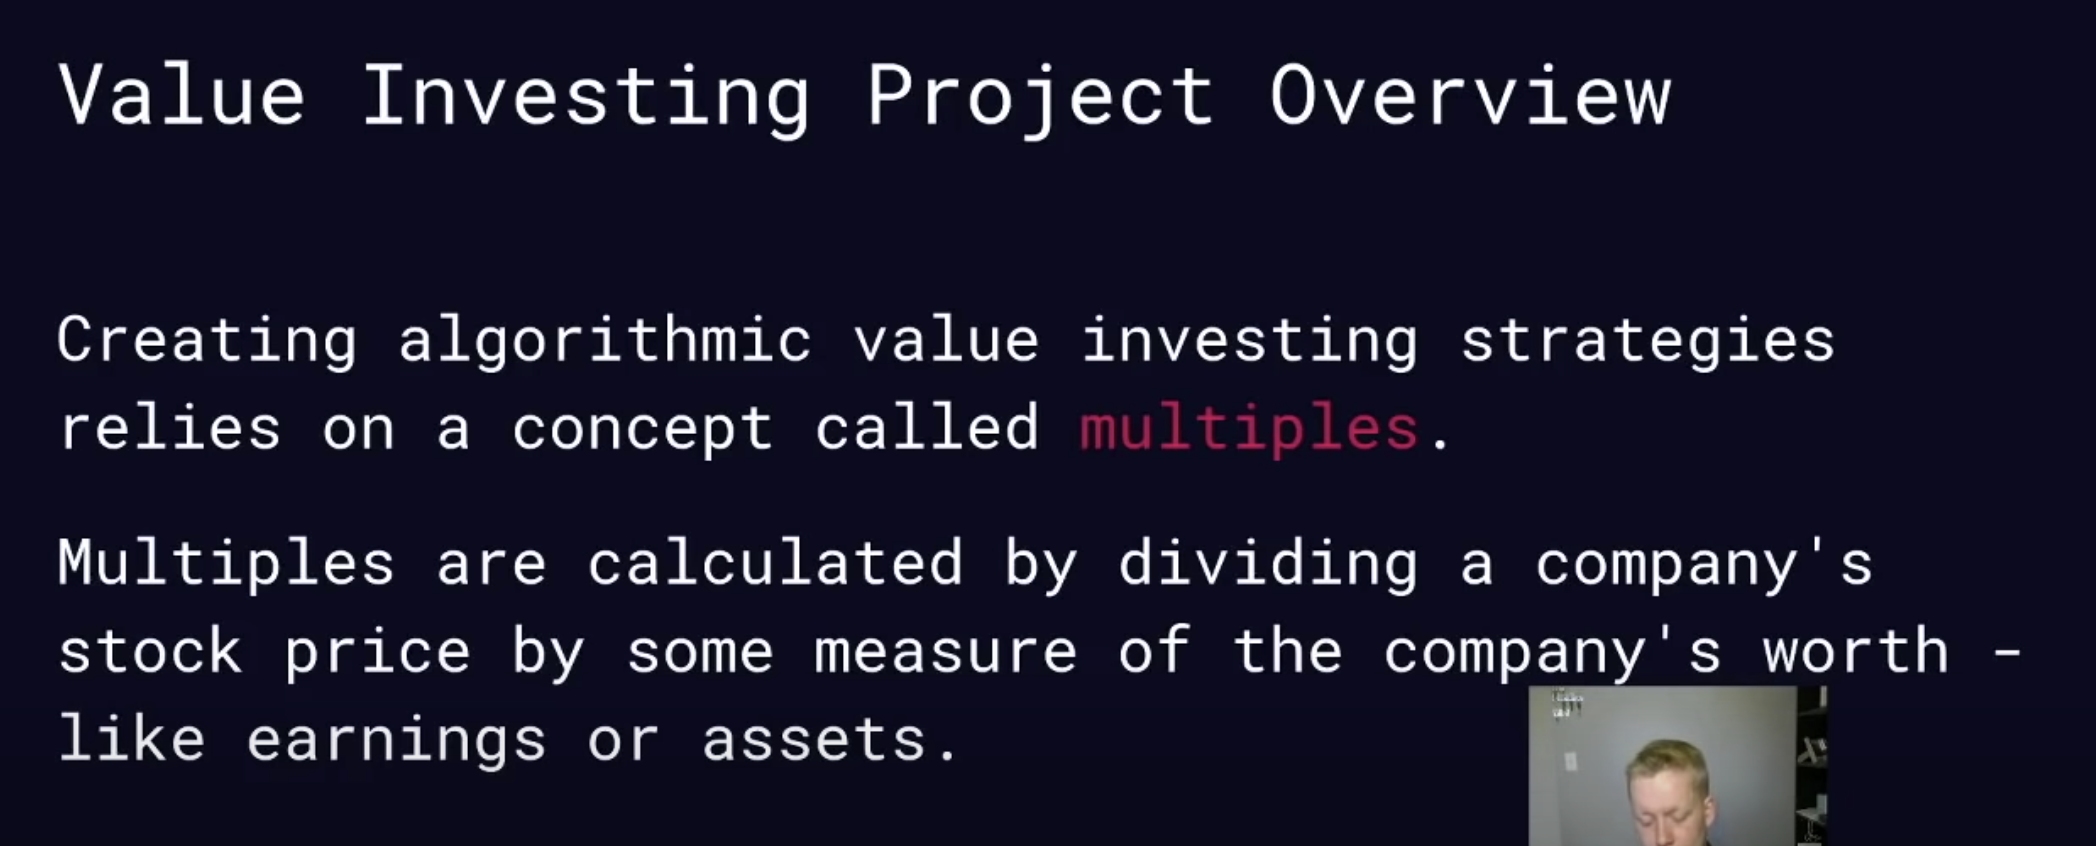 Value Investing Project Overview
Creating algorithmic value investing strategies
relies on a concept called multiples.
Multiples are calculated by dividing a company's
stock price by some measure of the company's worth -
like earnings or assets.